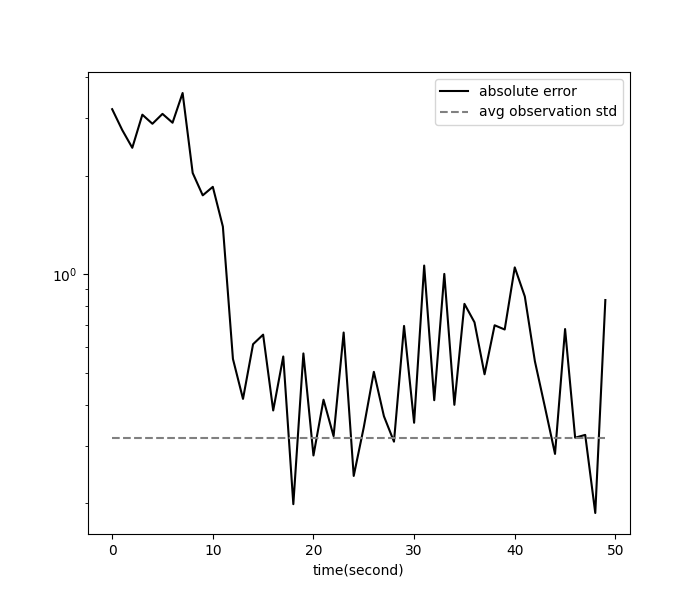 absolute error
avg observation std
10⁰
0 10 20 30 40 50
time(second)